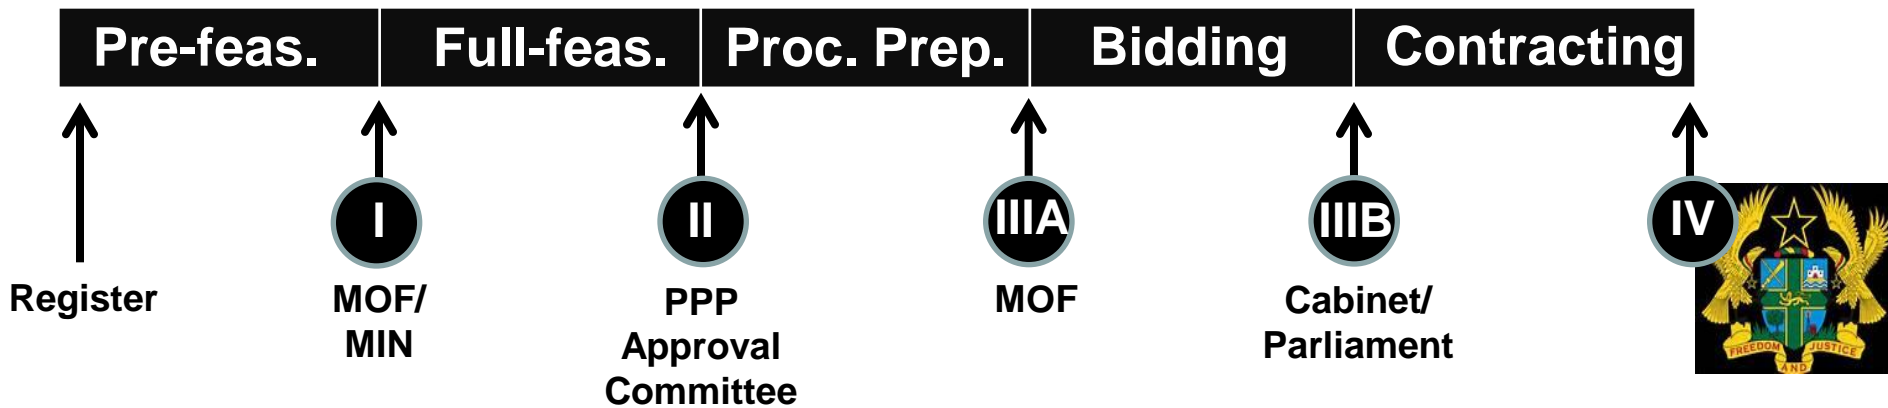 Pre-feas. Full-feas. Proc. Prep. Bidding Contracting
I II IIIA IIIB IV
Register
MOF/
MIN
PPP
Approval
Committee
MOF
Cabinet/
Parliament
FREEDOM AND JUSTICE